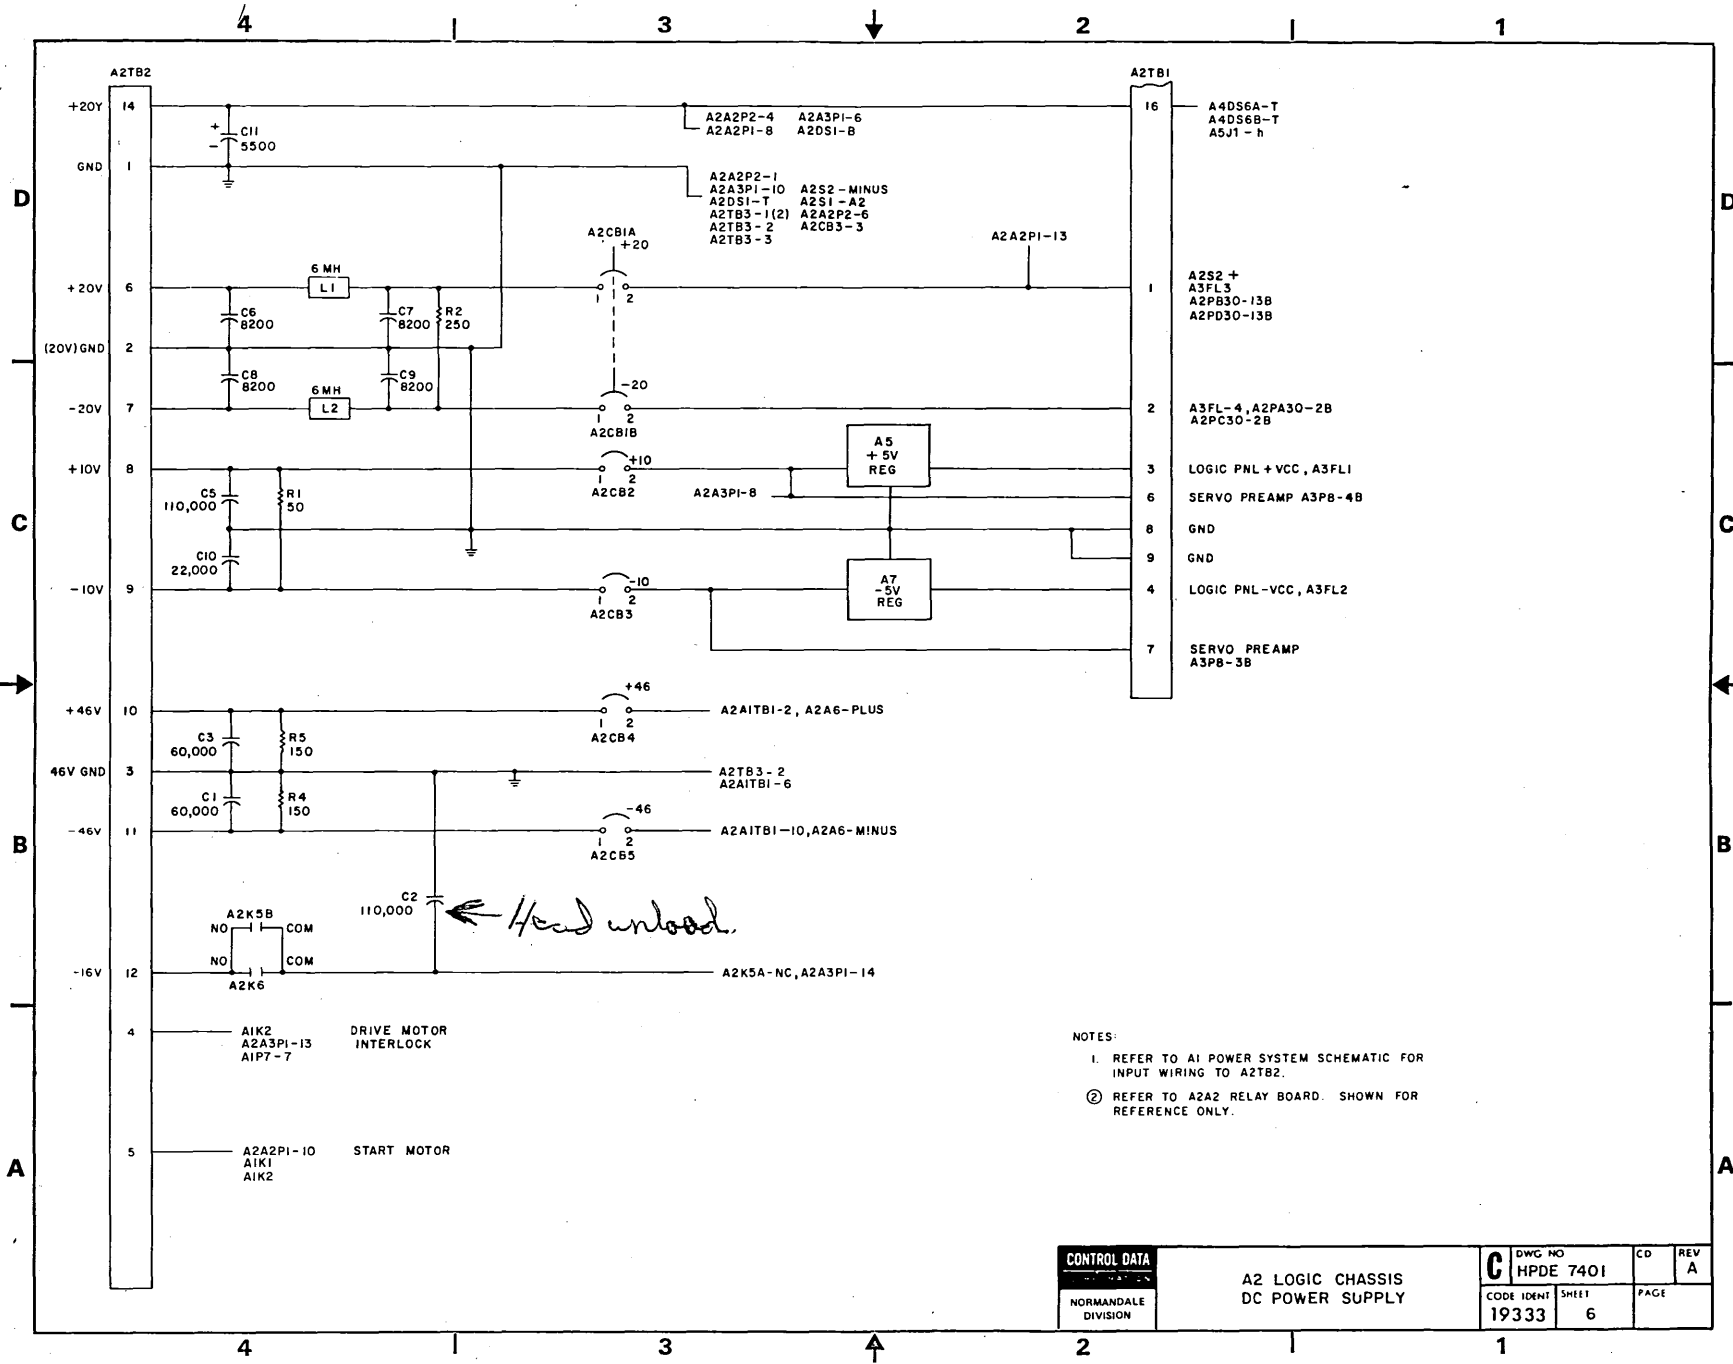 4 3 2 1
A2TB2
A2TB1
+20Y 14
16
A4DS6A-T
A4DS6B-T
A5J1-h
+
C11
-
5500
A2A2P2-4 A2A3P1-6
A2A2P1-8 A2DS1-B
GND 1
D
D
A2A2P2-1
A2A3P1-10 A2S2-MINUS
A2DS1-T A2S1-A2
A2TB3-1(2) A2A2P2-6
A2TB3-2 A2CB3-3
A2TB3-3
A2CB1A
+20
A2A2P1-13
+20V 6
6 MH
L1
1 2
1
A2S2 +
A3FL3
A2PB30-13B
A2PD30-13B
C6
8200
C7
8200
R2
250
(20V) GND 2
C8
8200
C9
8200
-20V 7
6 MH
L2
-20
1 2
A2CB1B
2
A3FL-4, A2PA30-2B
A2PC30-2B
+10V 8
+10
1 2
A2CB2
A5
+5V
REG
3
LOGIC PNL +VCC, A3FL1
C5
110,000
R1
50
A2A3P1-8
6
SERVO PREAMP A3P8-4B
C
C
8
GND
C10
22,000
9
GND
-10V 9
-10
1 2
A2CB3
A7
-5V
REG
4
LOGIC PNL-VCC, A3FL2
7
SERVO PREAMP
A3P8-3B
+46V 10
+46
1 2
A2CB4
A2A1TB1-2, A2A6-PLUS
C3
60,000
R5
150
46V GND 3
A2TB3-2
A2A1TB1-6
C1
60,000
R4
150
-46V 11
-46
1 2
A2CB5
A2A1TB1-10, A2A6-MINUS
B
B
C2
110,000
Head unload.
A2K5B
NO COM
NO COM
A2K6
-16V 12
A2K5A-NC, A2A3P1-14
4
A1K2
A2A3P1-13
A1P7-7
DRIVE MOTOR
INTERLOCK
NOTES:
1. REFER TO A1 POWER SYSTEM SCHEMATIC FOR
INPUT WIRING TO A2TB2.
2 REFER TO A2A2 RELAY BOARD. SHOWN FOR
REFERENCE ONLY.
5
A2A2P1-10
A1K1
A1K2
START MOTOR
A
A
CONTROL DATA
NORMANDALE
DIVISION
A2 LOGIC CHASSIS
DC POWER SUPPLY
C
DWG NO
HPDE 7401
CD
REV
A
CODE IDENT
19333
SHEET
6
PAGE
4 3 2 1